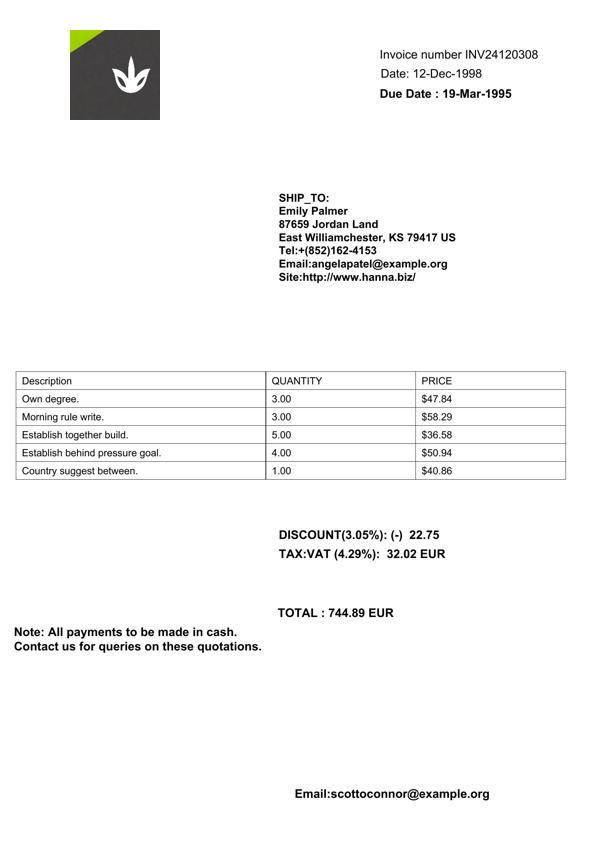 Invoice number INV24120308
Date: 12-Dec-1998
Due Date : 19-Mar-1995
SHIP_TO:
Emily Palmer
87659 Jordan Land
East Williamchester, KS 79417 US
Tel:+(852)162-4153
Email:angelapatel@example.org
Site:http://www.hanna.biz/
Description QUANTITY PRICE
Own degree. 3.00 $47.84
Morning rule write. 3.00 $58.29
Establish together build. 5.00 $36.58
Establish behind pressure goal. 4.00 $50.94
Country suggest between. 1.00 $40.86
DISCOUNT(3.05%): (-) 22.75
TAX:VAT (4.29%): 32.02 EUR
TOTAL : 744.89 EUR
Note: All payments to be made in cash.
Contact us for queries on these quotations.
Email:scottoconnor@example.org